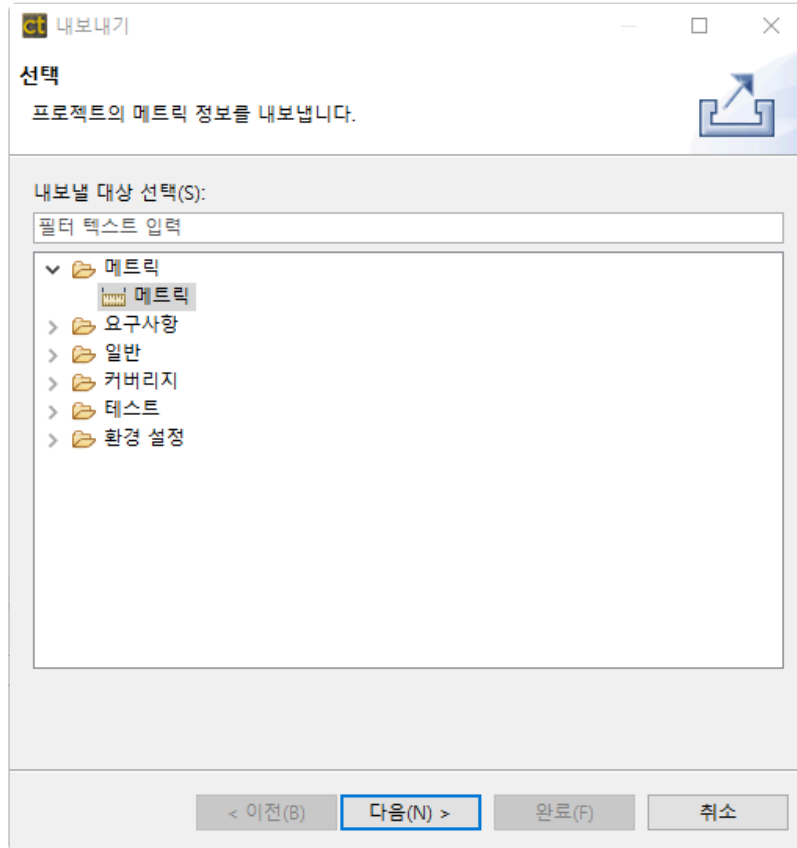 ct 내보내기
선택
프로젝트의 메트릭 정보를 내보냅니다.
내보낼 대상 선택(S):
필터 텍스트 입력
메트릭
메트릭
요구사항
일반
커버리지
테스트
환경 설정
< 이전(B) 다음(N) > 완료(F) 취소